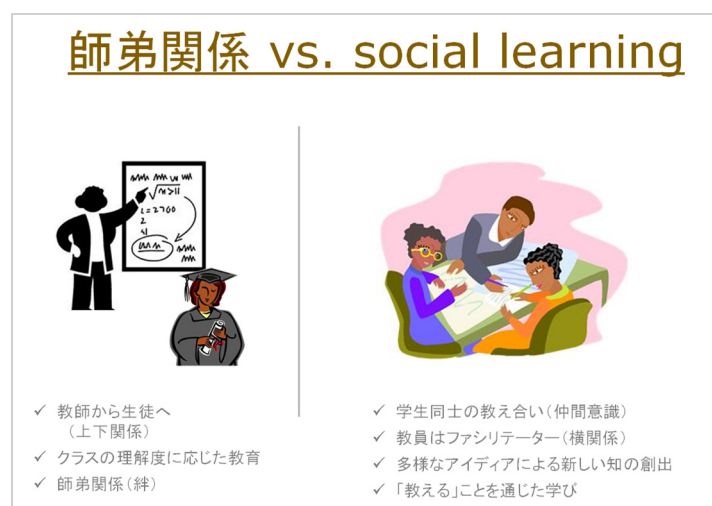 師弟関係 vs. social learning
√n>11
✓ 教師から生徒へ
（上下関係）
✓ クラスの理解度に応じた教育
✓ 師弟関係（絆）
✓ 学生同士の教え合い（仲間意識）
✓ 教員はファシリテーター（横関係）
✓ 多様なアイディアによる新しい知の創出
✓ 「教える」ことを通じた学び